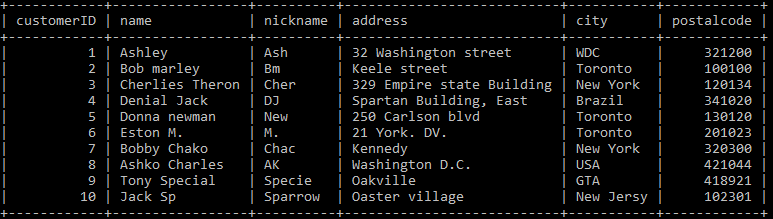 customerID | name | nickname | address | city | postalcode
1 | Ashley | Ash | 32 Washington street | WDC | 321200
2 | Bob marley | Bm | Keele street | Toronto | 100100
3 | Cherlies Theron | Cher | 329 Empire state Building | New York | 120134
4 | Denial Jack | DJ | Spartan Building, East | Brazil | 341020
5 | Donna newman | New | 250 Carlson blvd | Toronto | 130120
6 | Eston M. | M. | 21 York. DV. | Toronto | 201023
7 | Bobby Chako | Chac | Kennedy | New York | 320300
8 | Ashko Charles | AK | Washington D.C. | USA | 421044
9 | Tony Special | Specie | Oakville | GTA | 418921
10 | Jack Sp | Sparrow | Oaster village | New Jersy | 102301